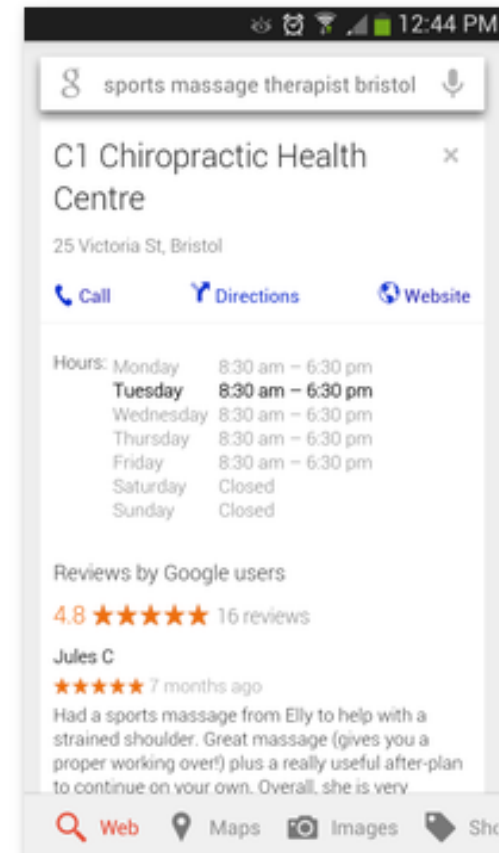 12:44 PM
g sports massage therapist bristol
C1 Chiropractic Health
Centre
25 Victoria St, Bristol
Call Directions Website
Hours: Monday 8:30 am – 6:30 pm
Tuesday 8:30 am – 6:30 pm
Wednesday 8:30 am – 6:30 pm
Thursday 8:30 am – 6:30 pm
Friday 8:30 am – 6:30 pm
Saturday Closed
Sunday Closed
Reviews by Google users
4.8 16 reviews
Jules C
7 months ago
Had a sports massage from Elly to help with a
strained shoulder. Great massage (gives you a
proper working over!) plus a really useful after-plan
to continue on your own. Overall, she is very
Web Maps Images Sho